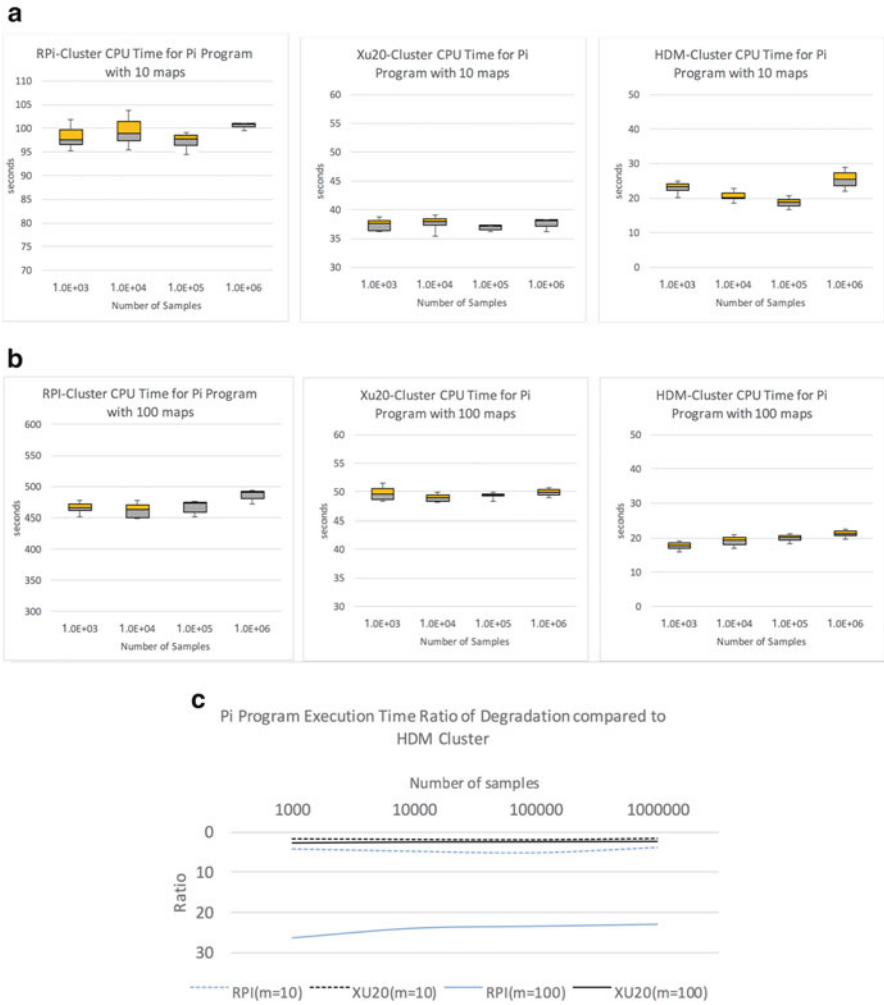 a
RPi-Cluster CPU Time for Pi Program
with 10 maps
110
105
100
95
90
85
80
75
70
seconds
1.0E+03 1.0E+04 1.0E+05 1.0E+06
Number of Samples
Xu20-Cluster CPU Time for Pi
Program with 10 maps
60
55
50
45
40
35
30
seconds
1.0E+03 1.0E+04 1.0E+05 1.0E+06
Number of Samples
HDM-Cluster CPU Time for Pi
Program with 10 maps
50
40
30
20
10
0
seconds
1.0E+03 1.0E+04 1.0E+05 1.0E+06
Number of Samples
b
RPI-Cluster CPU Time for Pi Program
with 100 maps
600
550
500
450
400
350
300
seconds
1.0E+03 1.0E+04 1.0E+05 1.0E+06
Number of Samples
Xu20-Cluster CPU Time for Pi
Program with 100 maps
60
55
50
45
40
35
30
seconds
1.0E+03 1.0E+04 1.0E+05 1.0E+06
Number of Samples
HDM-Cluster CPU Time for Pi
Program with 100 maps
50
40
30
20
10
0
seconds
1.0E+03 1.0E+04 1.0E+05 1.0E+06
Number of Samples
c
Pi Program Execution Time Ratio of Degradation compared to
HDM Cluster
Number of samples
1000 10000 100000 1000000
0
10
20
30
Ratio
RPI(m=10) XU20(m=10) RPI(m=100) XU20(m=100)